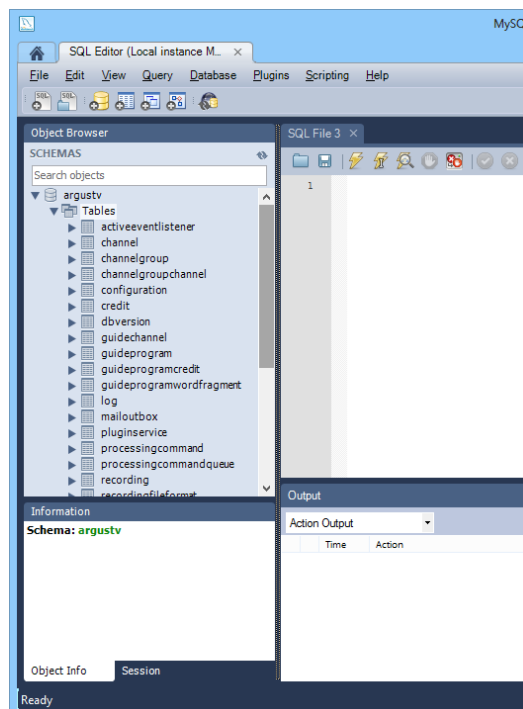 MySQ
SQL Editor (Local instance M... ×
File Edit View Query Database Plugins Scripting Help
Object Browser
SCHEMAS
Search objects
argustv
Tables
activeeventlistener
channel
channelgroup
channelgroupchannel
configuration
credit
dbversion
guidechannel
guideprogram
guideprogramcredit
guideprogramwordfragment
log
mailoutbox
pluginservice
processingcommand
processingcommandqueue
recording
recordingfileformat
Information
Schema: argustv
Object Info Session
Ready
SQL File 3 ×
1
Output
Action Output
Time Action